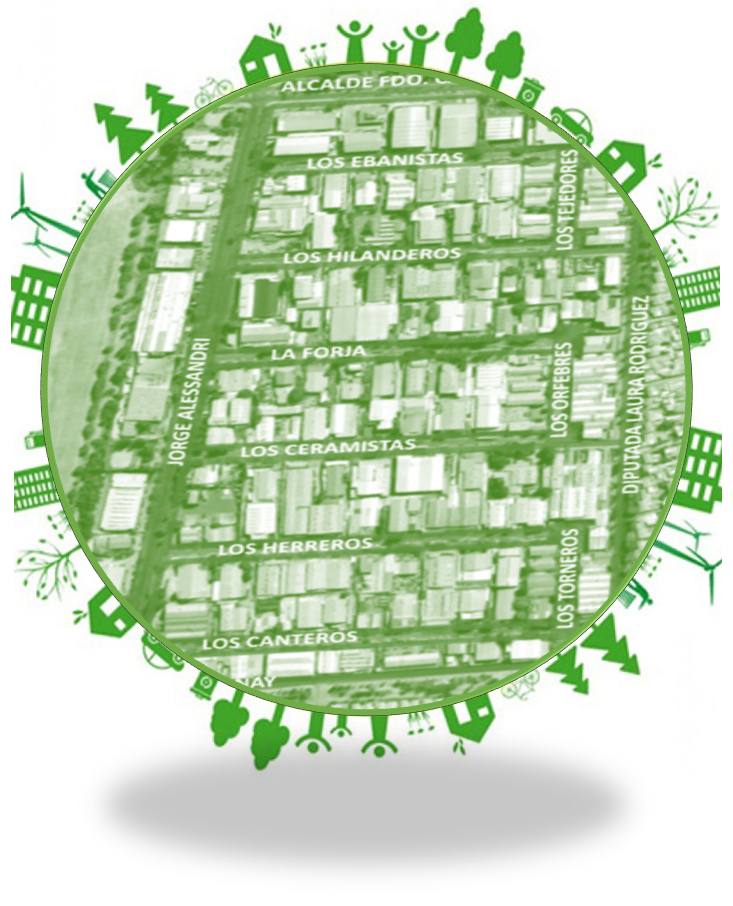 ALCALDE FDO.
LOS EBANISTAS
LOS TEJEDORES
LOS HILANDEROS
DIPUTADA LAURA RODRIGUEZ
JORGE ALESSANDRI
LA FORJA
LOS ORFEBRES
LOS CERAMISTAS
LOS HERREROS
LOS TORNEROS
LOS CANTEROS